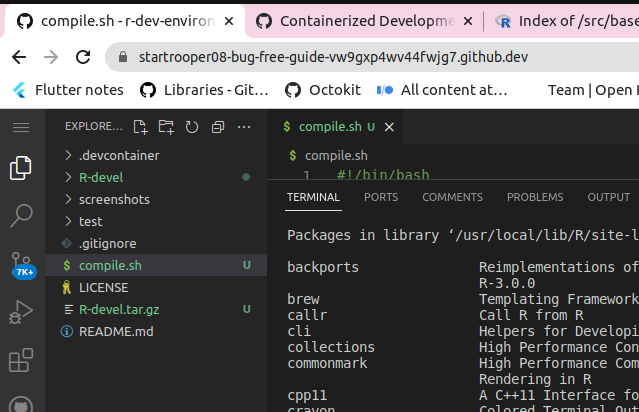 compile.sh - r-dev-environ
Containerized Developme
Index of /src/base
startrooper08-bug-free-guide-vw9gxp4wv44fwjg7.github.dev
Flutter notes
Libraries - Git…
Octokit
All content at…
Team | Open
EXPLORE…
compile.sh U
.devcontainer
R-devel
screenshots
test
.gitignore
$ compile.sh U
LICENSE
R-devel.tar.gz U
README.md
7K+
$ compile.sh
1 #!/bin/bash
TERMINAL PORTS COMMENTS PROBLEMS OUTPUT
Packages in library ‘/usr/local/lib/R/site-l
backports Reimplementations of
R-3.0.0
brew Templating Framework
callr Call R from R
cli Helpers for Developi
collections High Performance Con
commonmark High Performance Com
Rendering in R
cpp11 A C++11 Interface fo
crayon Colored Terminal Out